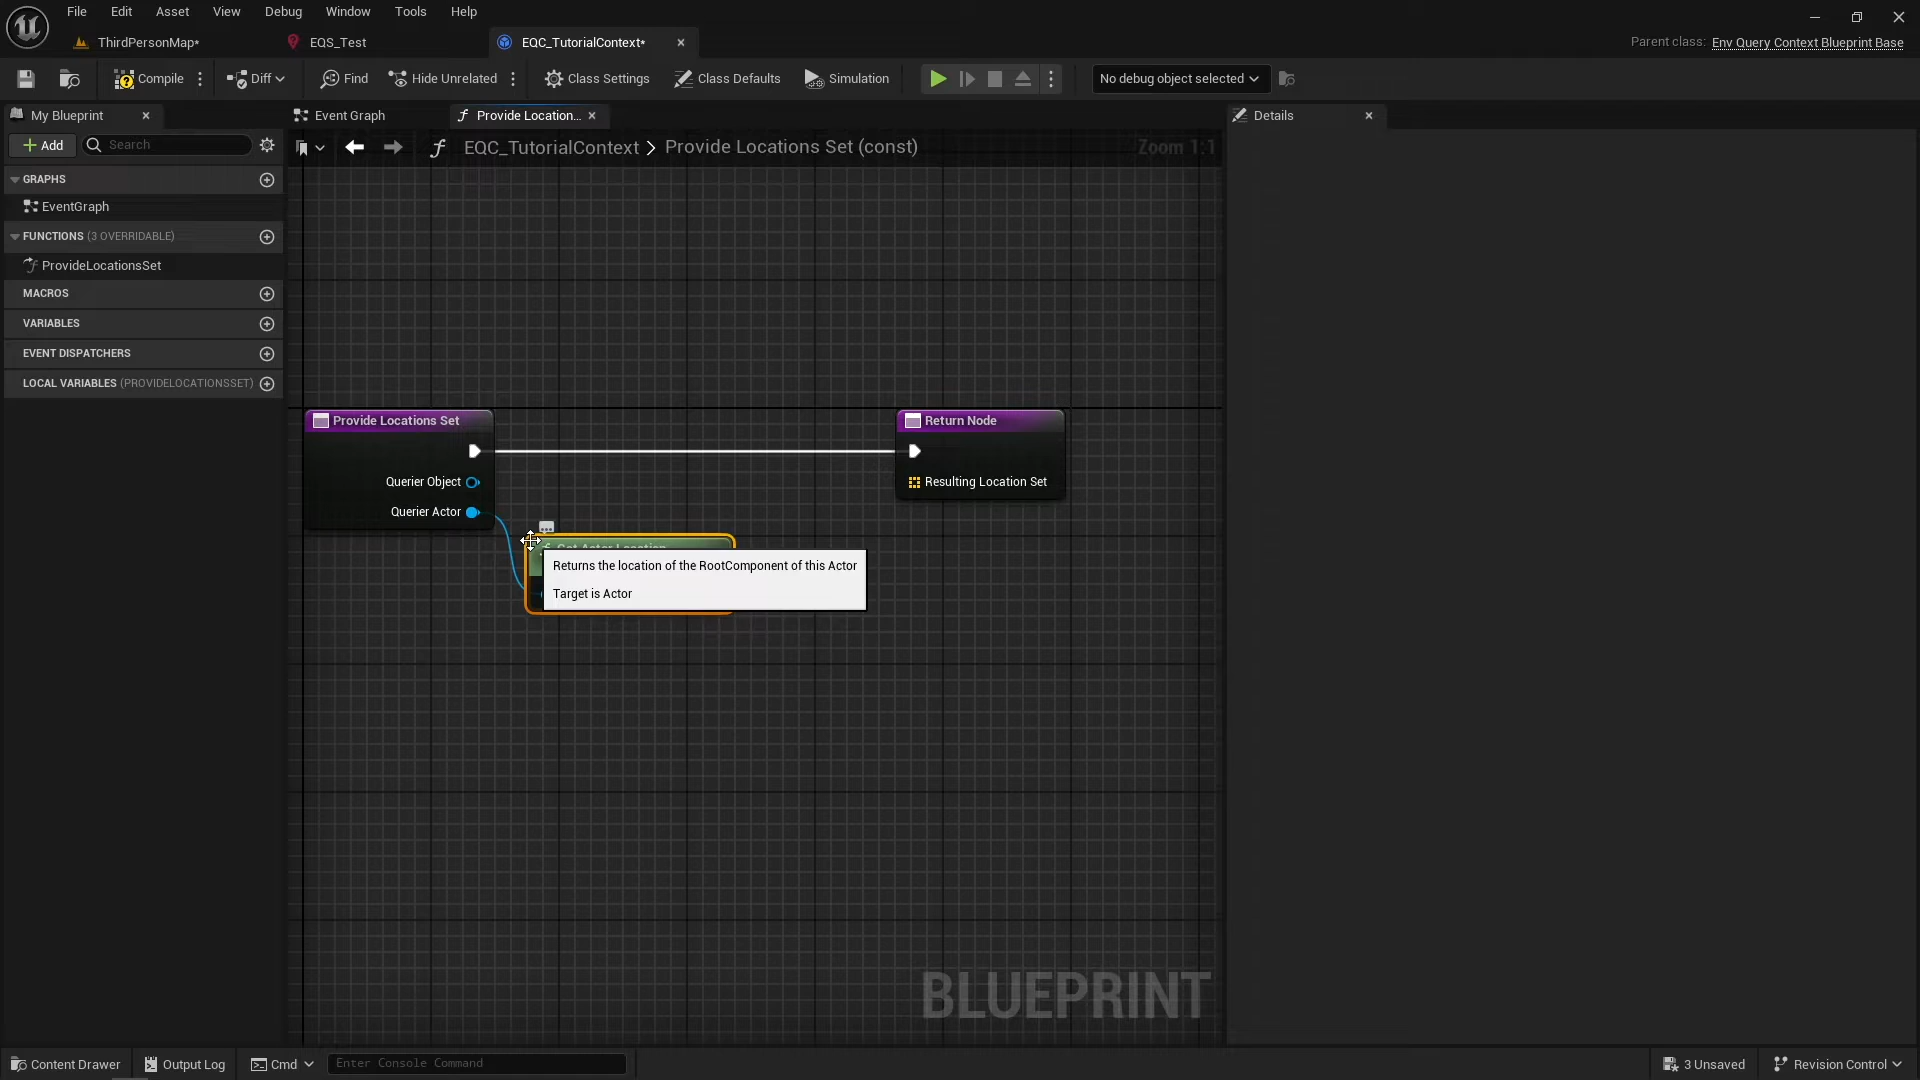 File Edit Asset View Debug Window Tools Help
ThirdPersonMap* EQS_Test EQC_TutorialContext* Parent class: Env Query Context Blueprint Base
Compile Diff Find Hide Unrelated Class Settings Class Defaults Simulation No debug object selected
My Blueprint Event Graph Provide Location... Details
Add Search EQC_TutorialContext > Provide Locations Set (const) Zoom 1:1
GRAPHS
EventGraph
FUNCTIONS (3 OVERRIDABLE)
ProvideLocationsSet
MACROS
VARIABLES
EVENT DISPATCHERS
LOCAL VARIABLES (PROVIDELOCATIONSSET)
Provide Locations Set
Querier Object
Querier Actor
Return Node
Resulting Location Set
Get Actor Location
Returns the location of the RootComponent of this Actor
Target is Actor
BLUEPRINT
Content Drawer Output Log Cmd Enter Console Command 3 Unsaved Revision Control